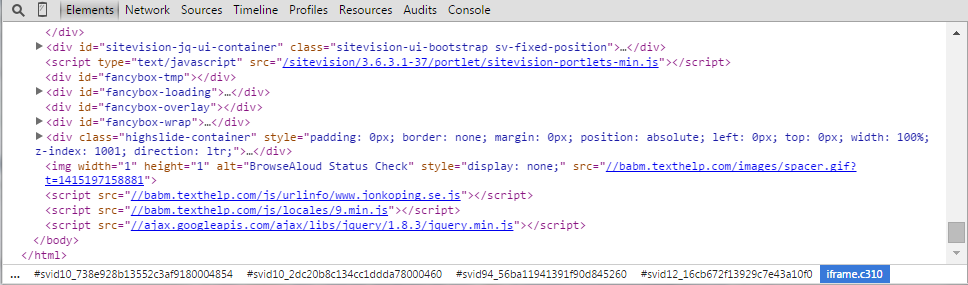 Elements Network Sources Timeline Profiles Resources Audits Console
</div>
<div id="sitevision-jq-ui-container" class="sitevision-ui-bootstrap sv-fixed-position">…</div>
<script type="text/javascript" src="/sitevision/3.6.3.1-37/portlet/sitevision-portlets-min.js"></script>
<div id="fancybox-tmp"></div>
<div id="fancybox-loading">…</div>
<div id="fancybox-overlay"></div>
<div id="fancybox-wrap">…</div>
<div class="highslide-container" style="padding: 0px; border: none; margin: 0px; position: absolute; left: 0px; top: 0px; width: 100%;
z-index: 1001; direction: ltr;">…</div>
<img width="1" height="1" alt="BrowseAloud Status Check" style="display: none;" src="//babm.texthelp.com/images/spacer.gif?
t=1415197158881">
<script src="//babm.texthelp.com/js/urlinfo/www.jonkoping.se.js"></script>
<script src="//babm.texthelp.com/js/locales/9.min.js"></script>
<script src="//ajax.googleapis.com/ajax/libs/jquery/1.8.3/jquery.min.js"></script>
</body>
</html>
... #svid10_738e928b13552c3af9180004854 #svid10_2dc20b8c134cc1ddda78000460 #svid94_56ba11941391f90d845260 #svid12_16cb672f13929c7e43a10f0 iframe.c310